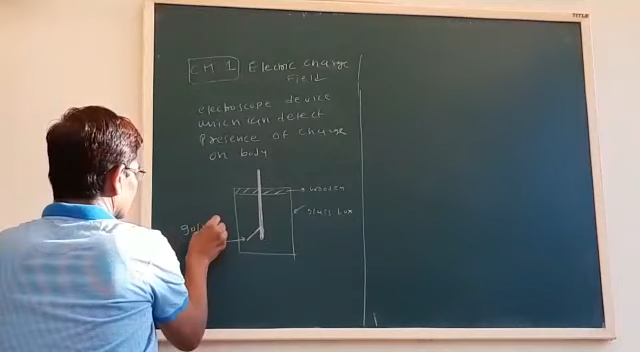 CH 1 Electric charge
Field
electroscope device
which can detect
Presence of charge
on body
wooden
glass box
gol
TITLE